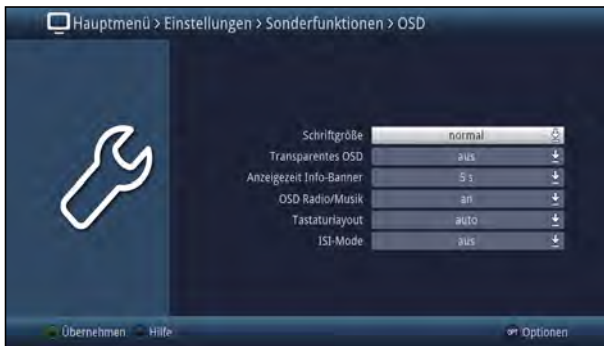 Hauptmenü > Einstellungen > Sonderfunktionen > OSD
Schriftgröße normal
Transparentes OSD aus
Anzeigezeit Info-Banner 5 s
OSD Radio/Musik an
Tastaturlayout auto
ISI-Mode aus
Übernehmen Hilfe OPT Optionen